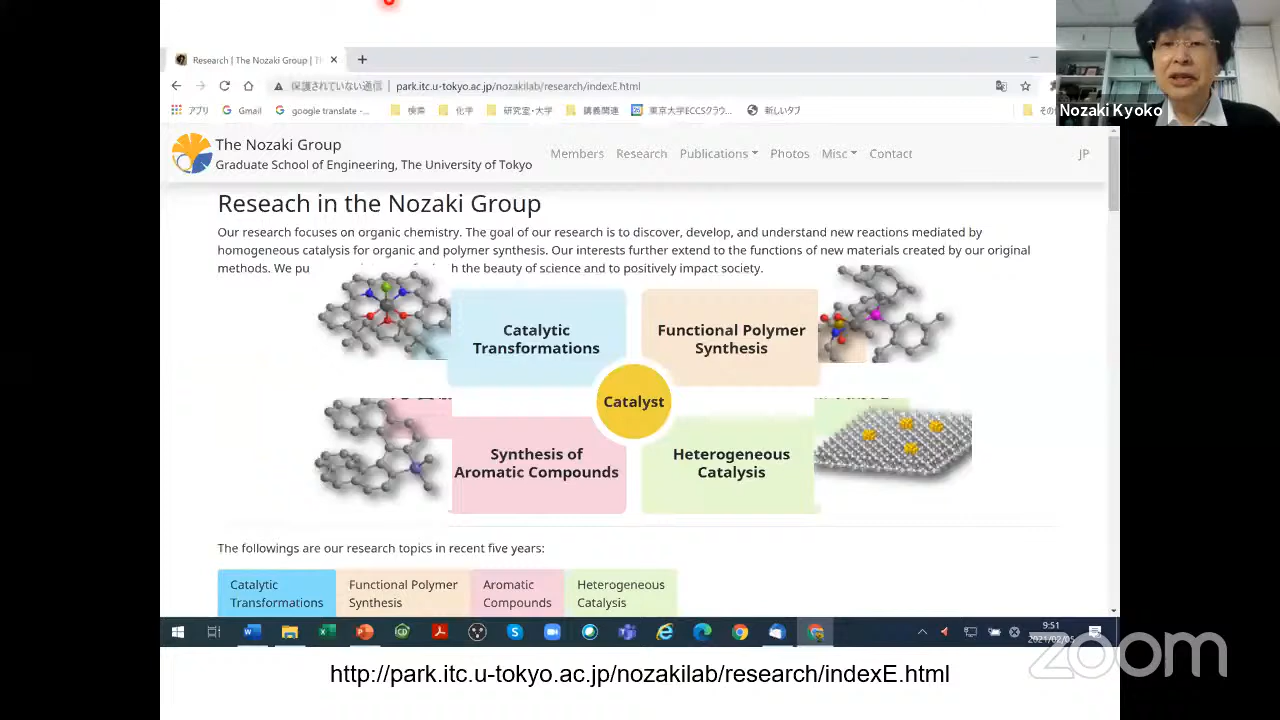 Research | The Nozaki Group | T
保護されていない通信 | park.itc.u-tokyo.ac.jp/nozakilab/research/indexE.html
アプリ Gmail google translate -... 検索 化学 研究室・大学 講義関連 東京大学ECCSクラウ... 新しいタブ その
Nozaki Kyoko
The Nozaki Group
Graduate School of Engineering, The University of Tokyo
Members Research Publications Photos Misc Contact JP
Reseach in the Nozaki Group
Our research focuses on organic chemistry. The goal of our research is to discover, develop, and understand new reactions mediated by
homogeneous catalysis for organic and polymer synthesis. Our interests further extend to the functions of new materials created by our original
methods. We pu the beauty of science and to positively impact society.
Catalytic
Transformations
Functional Polymer
Synthesis
Catalyst
Synthesis of
Aromatic Compounds
Heterogeneous
Catalysis
The followings are our research topics in recent five years:
Catalytic
Transformations
Functional Polymer
Synthesis
Aromatic
Compounds
Heterogeneous
Catalysis
9:51
2021/02/05
zoom
http://park.itc.u-tokyo.ac.jp/nozakilab/research/indexE.html